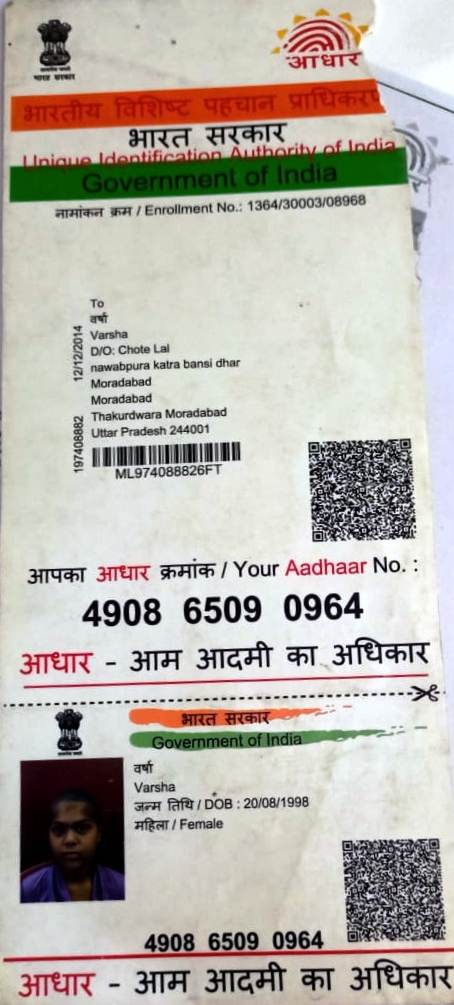 भारत सरकार
आधार
भारतीय विशिष्ट पहचान प्राधिकरण
भारत सरकार
Unique Identification Authority of India
Government of India
नामांकन क्रम / Enrollment No.: 1364/30003/08968
197408882 12/12/2014
To
वर्षा
Varsha
D/O: Chote Lal
nawabpura katra bansi dhar
Moradabad
Moradabad
Thakurdwara Moradabad
Uttar Pradesh 244001
ML974088826FT
आपका आधार क्रमांक / Your Aadhaar No. :
4908 6509 0964
आधार - आम आदमी का अधिकार
भारत सरकार
Government of India
वर्षा
Varsha
जन्म तिथि / DOB : 20/08/1998
महिला / Female
4908 6509 0964
आधार - आम आदमी का अधिकार